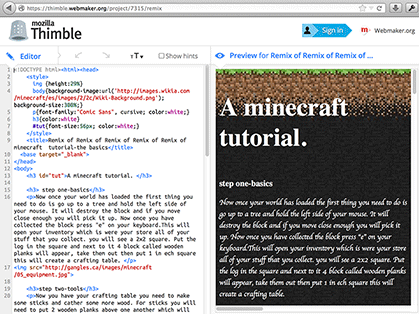 https://thimble.webmaker.org/project/7315/remix
mozilla
Thimble
Sign in
Webmaker.org
Editor
TT
Show hints
Preview for Remix of Remix of Remix of ...
1 <!DOCTYPE html><html><head>
2 <style>
3 img {height:29%}
4 body{background-image:url('http://images.wikia.com
/minecraft/es/images/2/2c/Wiki-Background.png');
background-size:300%;}
5 p{font-family:"Comic Sans", cursive; color:white;}
6 h3{color:white}
7 #tut{font-size:56px; color:white;}
8 </style>
9 <title>Remix of Remix of Remix of Remix of
minecraft tutorial-the basics</title>
10 <base target="_blank">
11 </head>
12 <body>
13 <h3 id="tut">A minecraft tutorial. </h3>
14
15 <h3> step one-basics</h3>
16 <p>Now once your world has loaded the first thing you
need to do is go up to a tree and hold the left side of
your mouse. It will destroy the block and if you move
close enough you will pick it up. Now once you have
collected the block press "e" on your keyboard.This will
open your inventory which is were your store all of your
stuff that you collect. you will see a 2x2 square. Put the
log in the square and next to it 4 block called wooden
planks will appear, take them out then put 1 in ech square
this will create a crafting table. </p>
17 <img src="http://gangles.ca/images/minecraft
/05_equipment.jpg">
18
19 <h3>step two-tools</h3>
20 <p>Now you have your crafting table you need to make
some sticks and cather some more wood. For sticks you will
need to put 2 wooden planks above one another which will
A minecraft
tutorial.
step one-basics
Now once your world has loaded the first thing you need to do is
go up to a tree and hold the left side of your mouse. It will
destroy the block and if you move close enough you will pick it
up. Now once you have collected the block press "e" on your
keyboard.This will open your inventory which is were your store
all of your stuff that you collect. you will see a 2x2 square. Put
the log in the square and next to it 4 block called wooden planks
will appear, take them out then put 1 in ech square this will
create a crafting table.